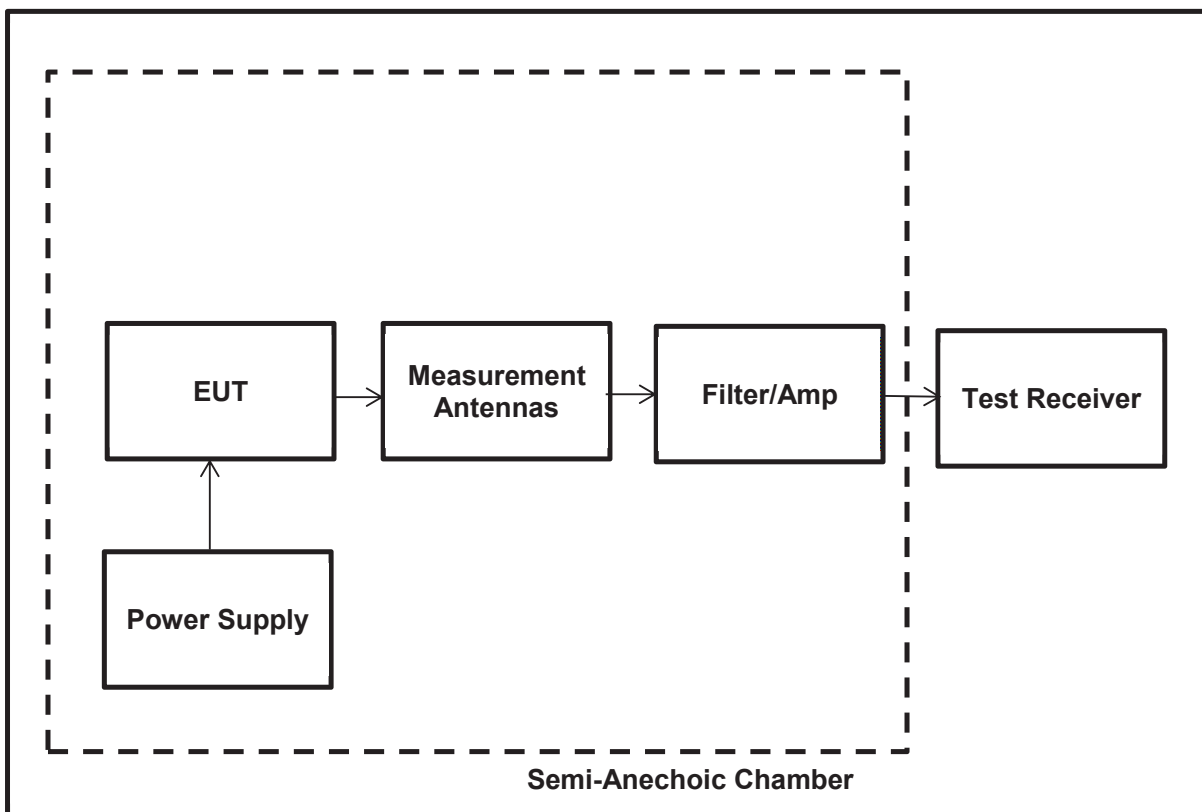 EUT
Measurement
Antennas
Filter/Amp
Test Receiver
Power Supply
Semi-Anechoic Chamber